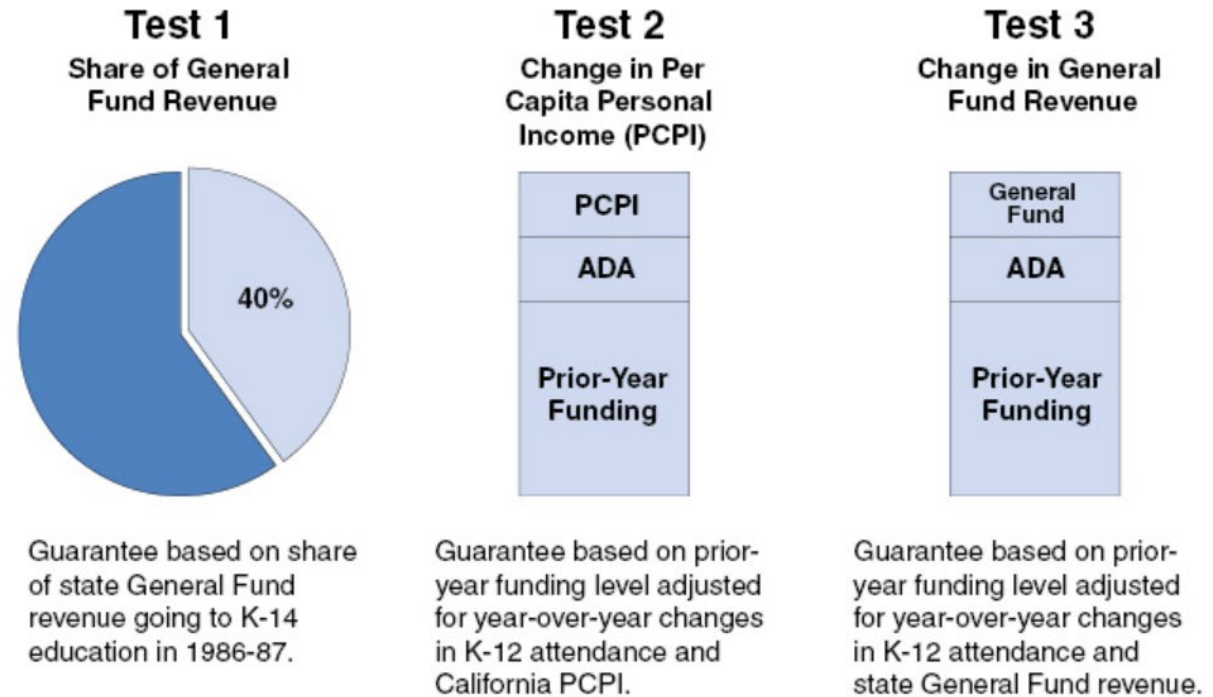 Test 1
Share of General
Fund Revenue
40%
Guarantee based on share
of state General Fund
revenue going to K-14
education in 1986-87.
Test 2
Change in Per
Capita Personal
Income (PCPI)
PCPI
ADA
Prior-Year
Funding
Guarantee based on prior-
year funding level adjusted
for year-over-year changes
in K-12 attendance and
California PCPI.
Test 3
Change in General
Fund Revenue
General
Fund
ADA
Prior-Year
Funding
Guarantee based on prior-
year funding level adjusted
for year-over-year changes
in K-12 attendance and
state General Fund revenue.